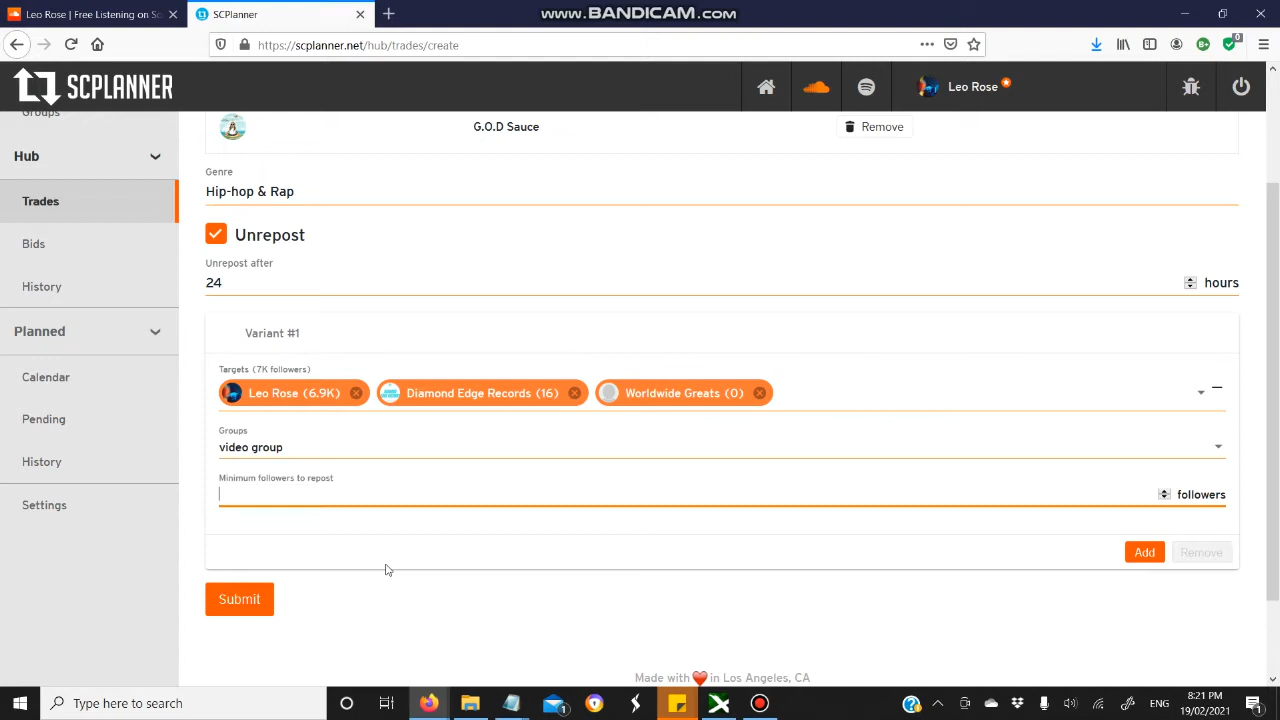 Leo Rose | Free Listening on So
SCPlanner
www.BANDICAM.com
https://scplanner.net/hub/trades/create
0
SCPLANNER
Leo Rose
Groups
G.O.D Sauce
Remove
Hub
Genre
Hip-hop & Rap
Trades
Unrepost
Bids
Unrepost after
24
hours
History
Planned
Variant #1
Targets (7K followers)
Calendar
Leo Rose (6.9K)
Diamond Edge Records (16)
Worldwide Greats (0)
Pending
Groups
video group
History
Minimum followers to repost
followers
Settings
Add
Remove
Submit
Made with in Los Angeles, CA
Type here to search
1
ENG
8:21 PM
19/02/2021
1